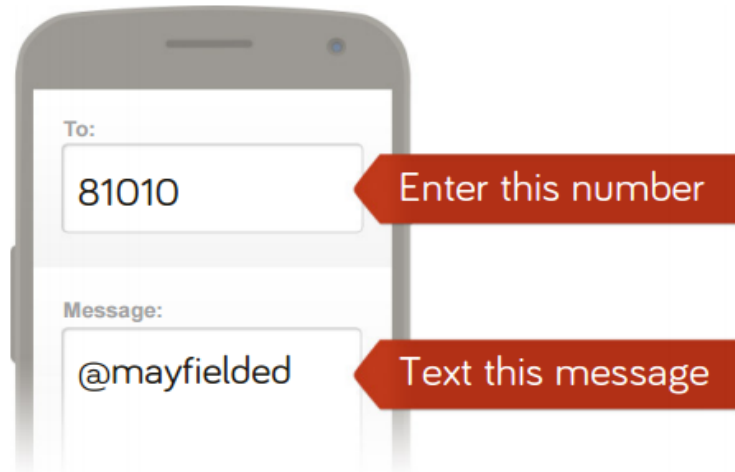 To:
81010
Enter this number
Message:
@mayfielded
Text this message